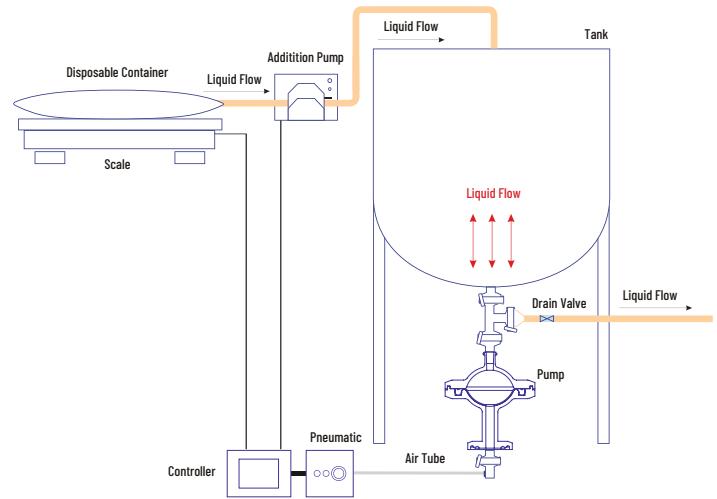 Liquid Flow
Tank
Additition Pump
Disposable Container
Liquid Flow
Scale
Liquid Flow
Drain Valve
Liquid Flow
Pump
Pneumatic
Controller
Air Tube